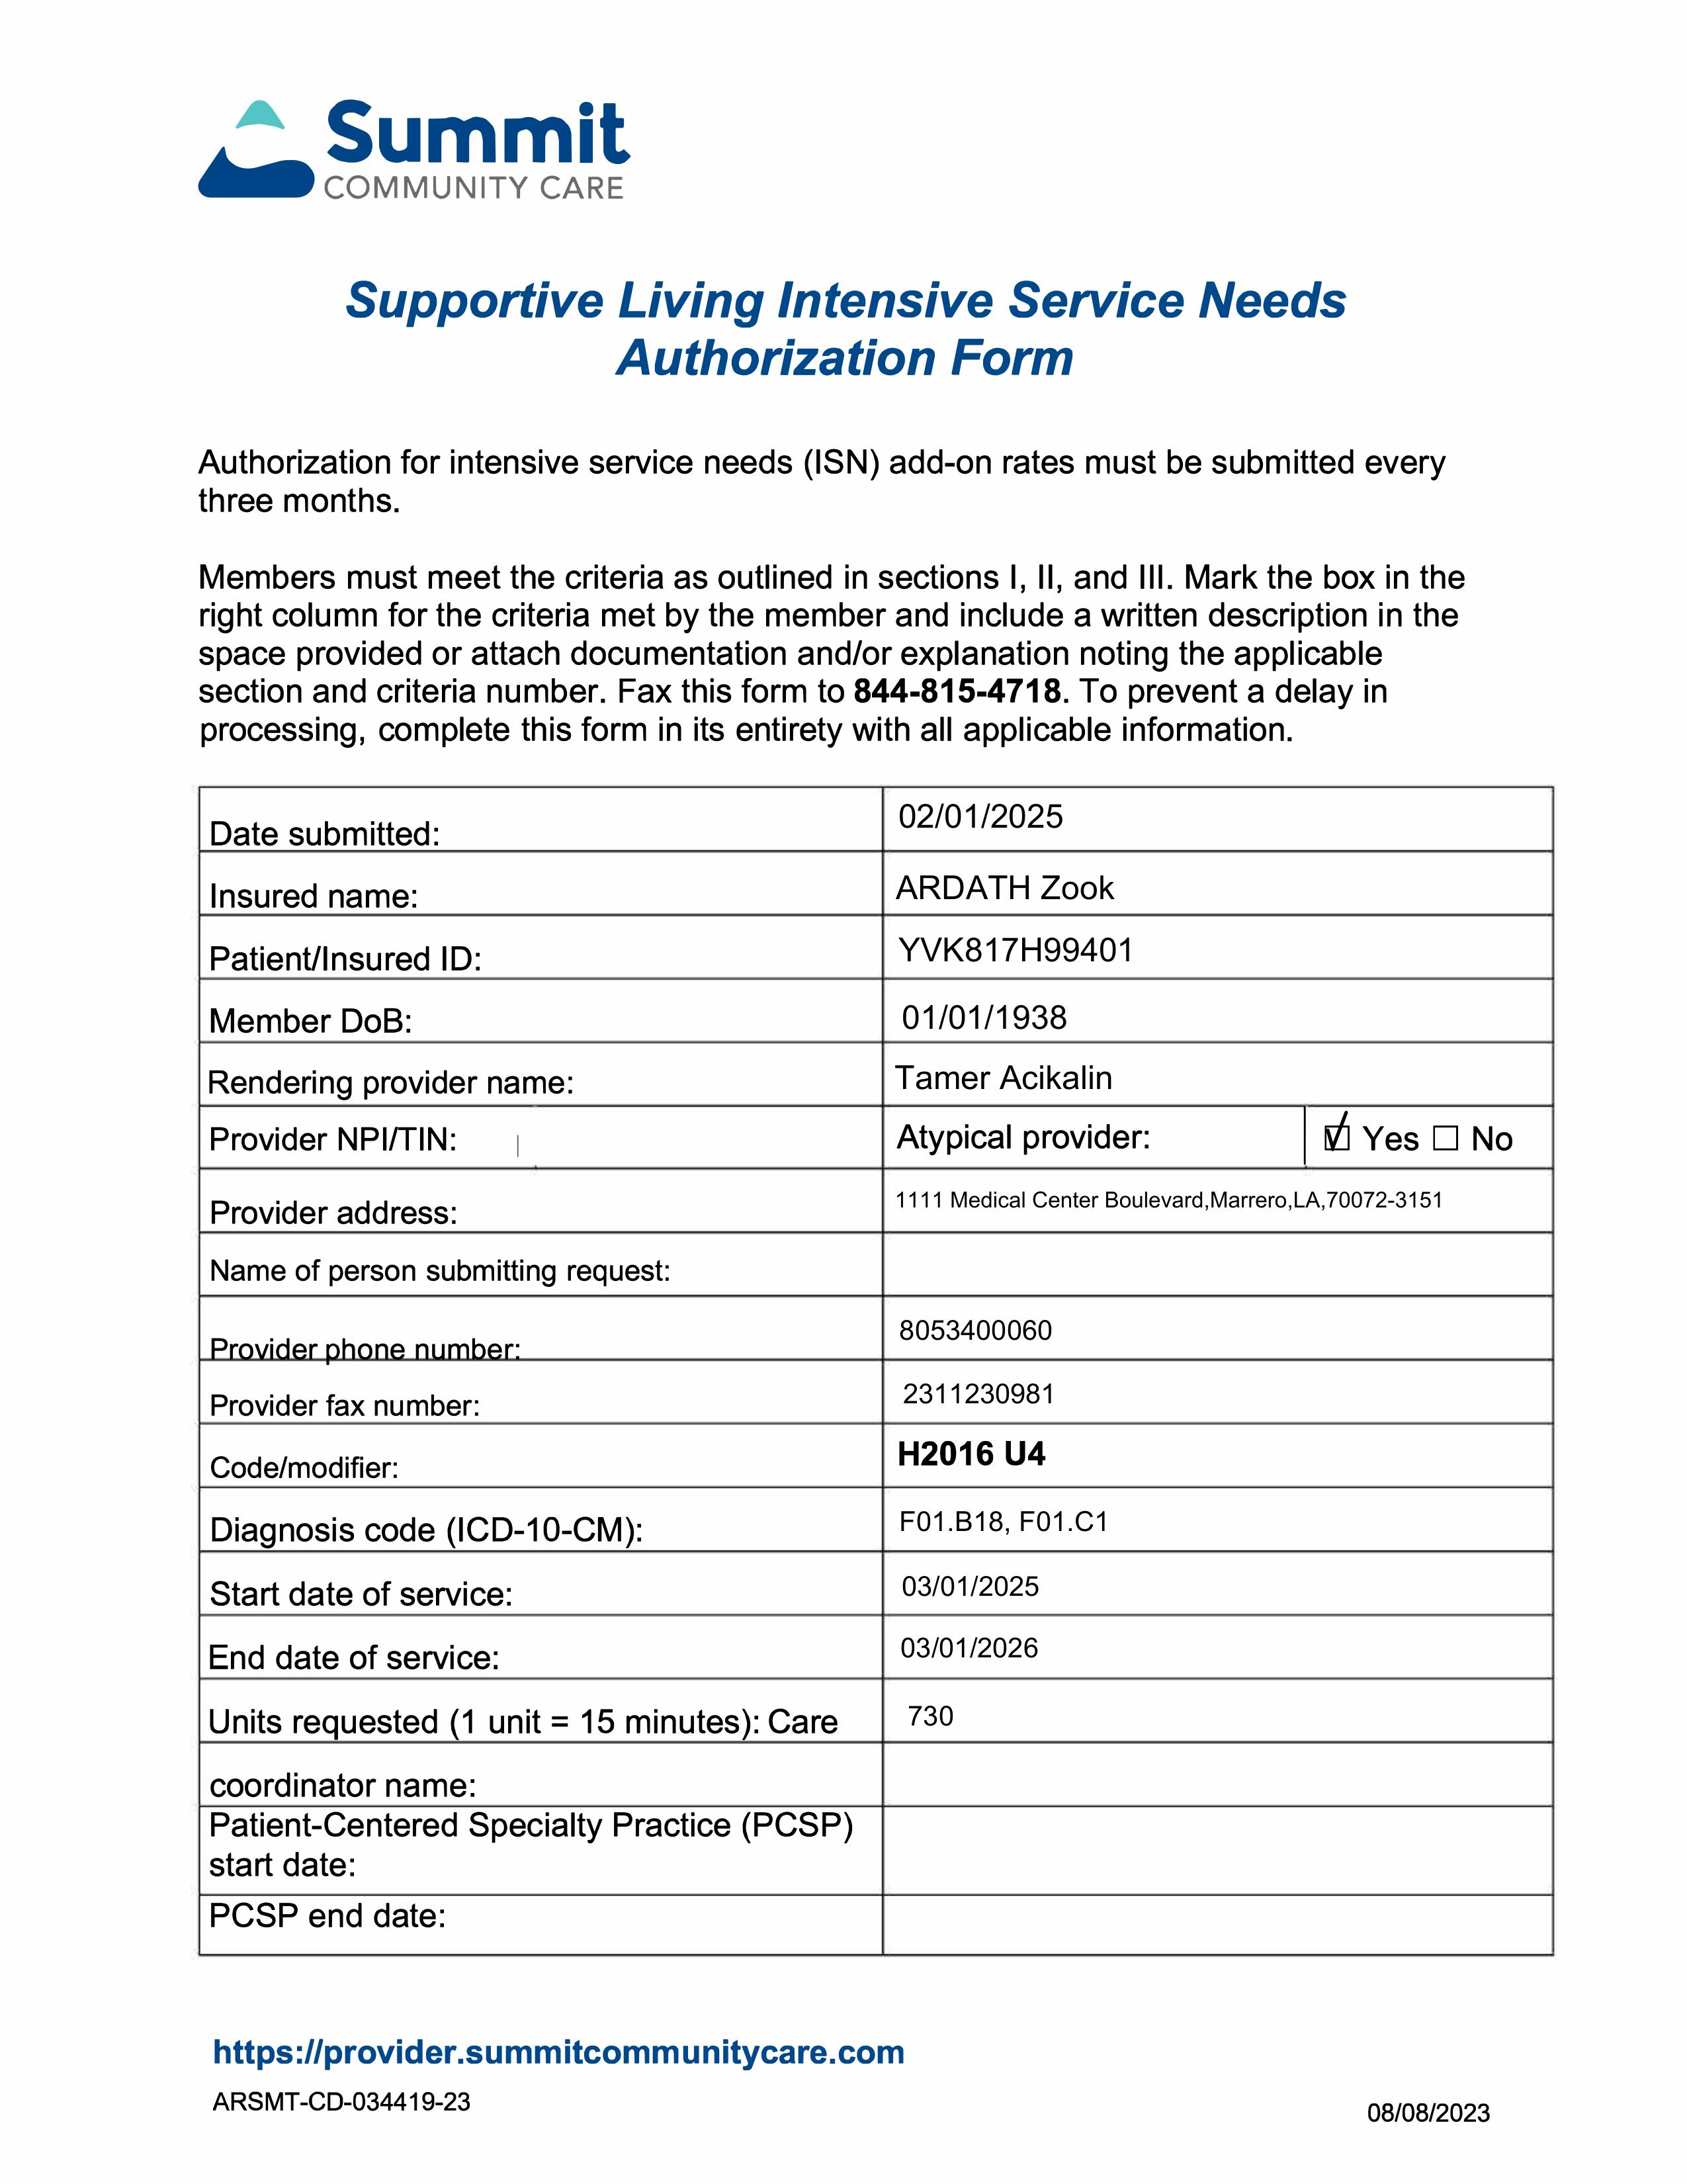 Summit
COMMUNITY CARE
Supportive Living Intensive Service Needs
Authorization Form
Authorization for intensive service needs (ISN) add-on rates must be submitted every
three months.
Members must meet the criteria as outlined in sections I, II, and III. Mark the box in the
right column for the criteria met by the member and include a written description in the
space provided or attach documentation and/or explanation noting the applicable
section and criteria number. Fax this form to 844-815-4718. To prevent a delay in
processing, complete this form in its entirety with all applicable information.
Date submitted: 02/01/2025
Insured name: ARDATH Zook
Patient/Insured ID: YVK817H99401
Member DoB: 01/01/1938
Rendering provider name: Tamer Acikalin
Provider NPI/TIN: Atypical provider: ☑ Yes ☐ No
Provider address: 1111 Medical Center Boulevard,Marrero,LA,70072-3151
Name of person submitting request:
Provider phone number: 8053400060
Provider fax number: 2311230981
Code/modifier: H2016 U4
Diagnosis code (ICD-10-CM): F01.B18, F01.C1
Start date of service: 03/01/2025
End date of service: 03/01/2026
Units requested (1 unit = 15 minutes): Care 730
coordinator name:
Patient-Centered Specialty Practice (PCSP)
start date:
PCSP end date:
https://provider.summitcommunitycare.com
ARSMT-CD-034419-23
08/08/2023